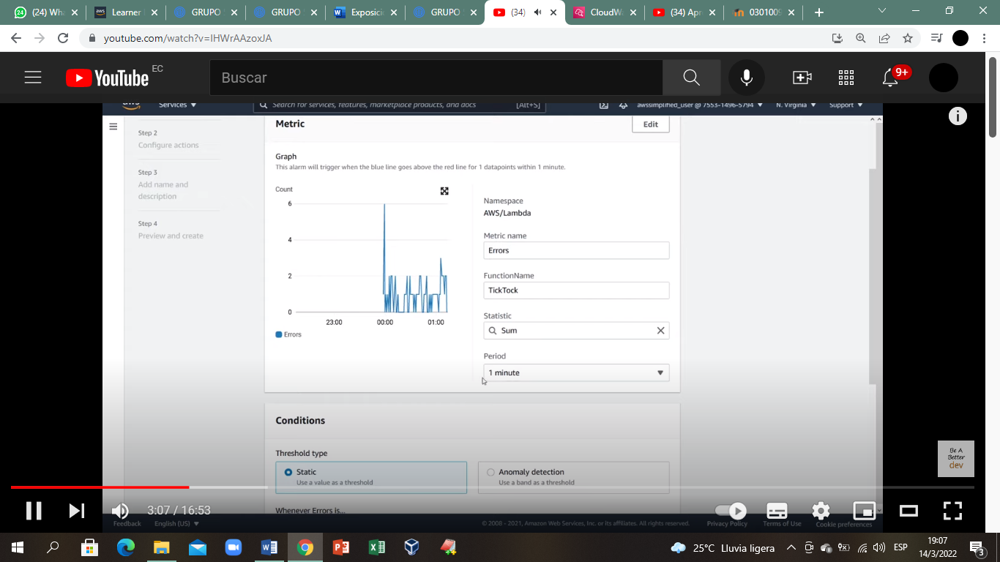 (24) Wha
Learner
GRUPO
GRUPO
Exposici
GRUPO
(34)
CloudWa
(34) Apr
0301009
youtube.com/watch?v=IHWrAAzoxJA
YouTube EC
Buscar
9+
aws Services
Search for services, features, marketplace products, and docs [Alt+S]
awssimplified_user @ 7553-1496-5794 N. Virginia Support
Metric Edit
Step 2
Configure actions
Step 3
Add name and
description
Step 4
Preview and create
Graph
This alarm will trigger when the blue line goes above the red line for 1 datapoints within 1 minute.
Count
6
4
2
0
23:00 00:00 01:00
Errors
Namespace
AWS/Lambda
Metric name
Errors
FunctionName
TickTock
Statistic
Sum
Period
1 minute
Conditions
Threshold type
Static
Use a value as a threshold
Anomaly detection
Use a band as a threshold
Whenever Errors is...
Be A
Better
dev
3:07 / 16:53
Feedback English (US) © 2008 - 2021, Amazon Web Services, Inc. or its affiliates. All rights reserved. Privacy Policy Terms of Use Cookie preferences
25°C Lluvia ligera ESP
19:07
14/3/2022
3